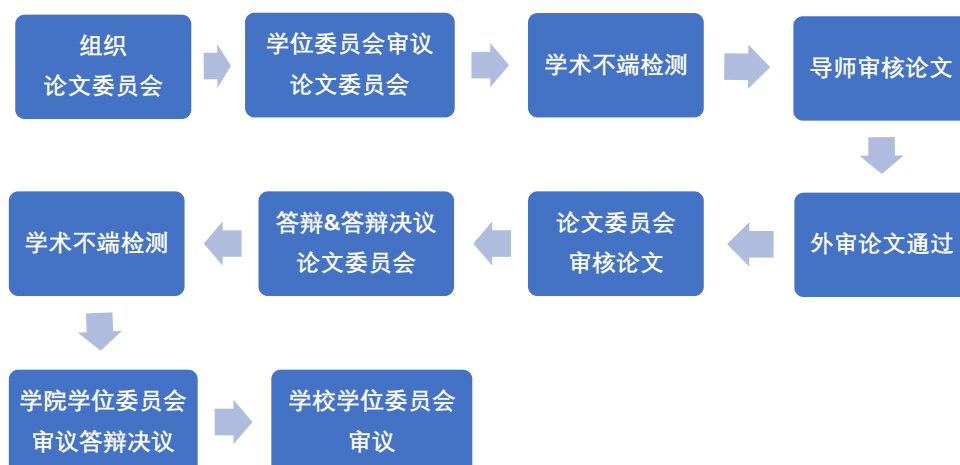 组织
论文委员会
学位委员会审议
论文委员会
学术不端检测
导师审核论文
外审论文通过
论文委员会
审核论文
答辩&答辩决议
论文委员会
学术不端检测
学院学位委员会
审议答辩决议
学校学位委员会
审议